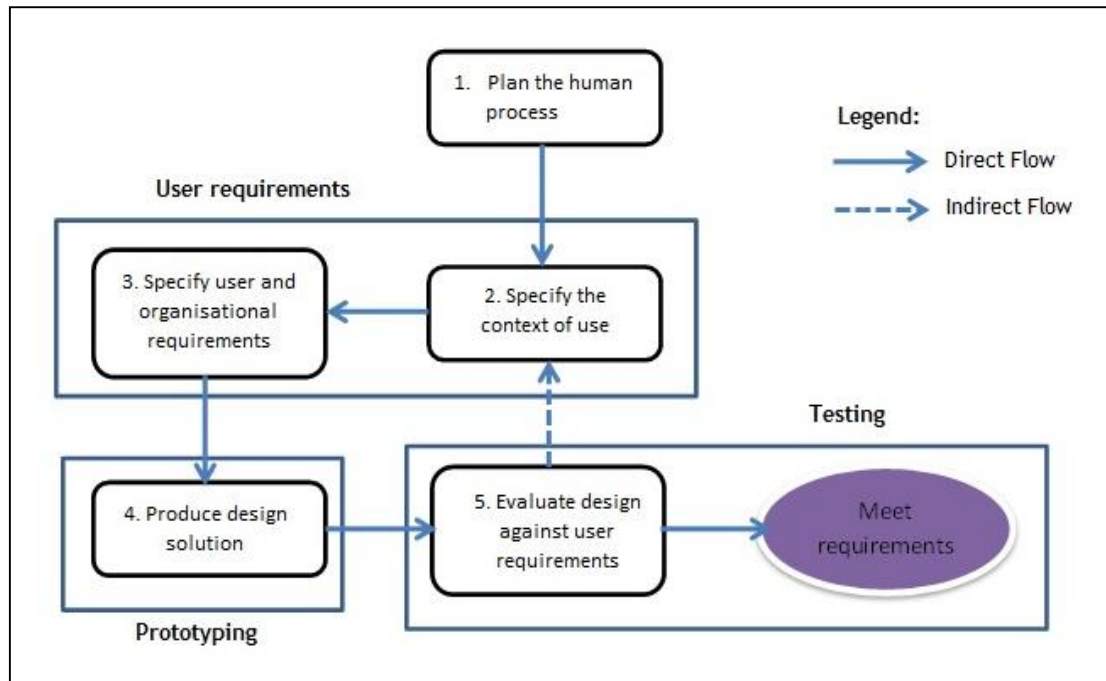 1. Plan the human
process
Legend:
Direct Flow
Indirect Flow
User requirements
3. Specify user and
organisational
requirements
2. Specify the
context of use
Testing
4. Produce design
solution
5. Evaluate design
against user
requirements
Meet
requirements
Prototyping